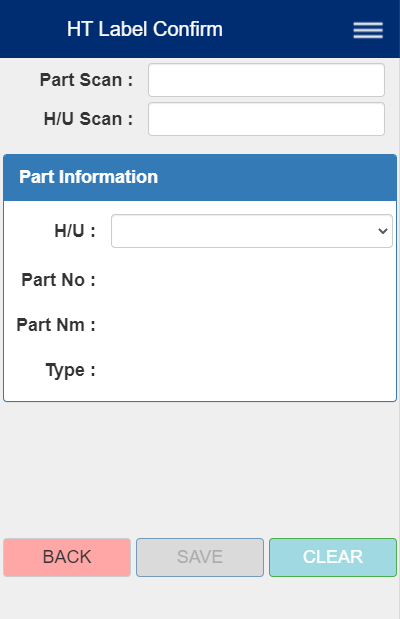 HT Label Confirm
Part Scan :
H/U Scan :
Part Information
H/U :
Part No :
Part Nm :
Type :
BACK SAVE CLEAR